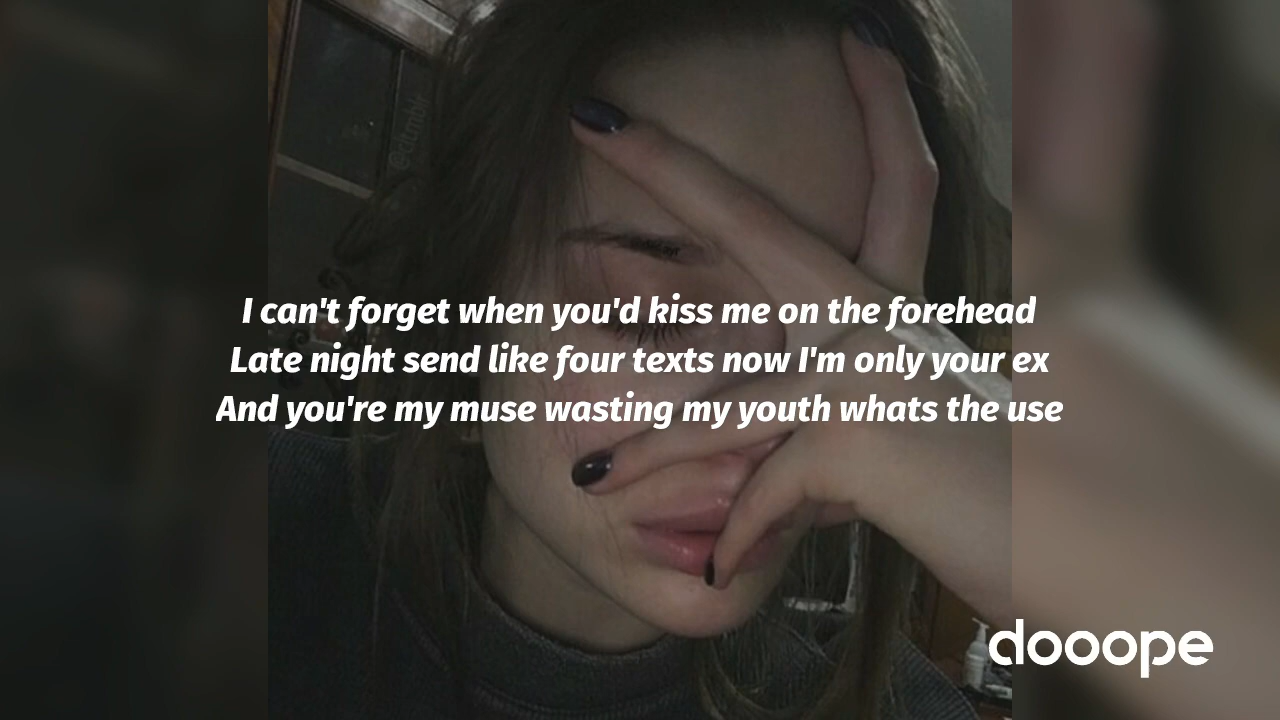 I can't forget when you'd kiss me on the forehead
Late night send like four texts now I'm only your ex
And you're my muse wasting my youth whats the use
dooope